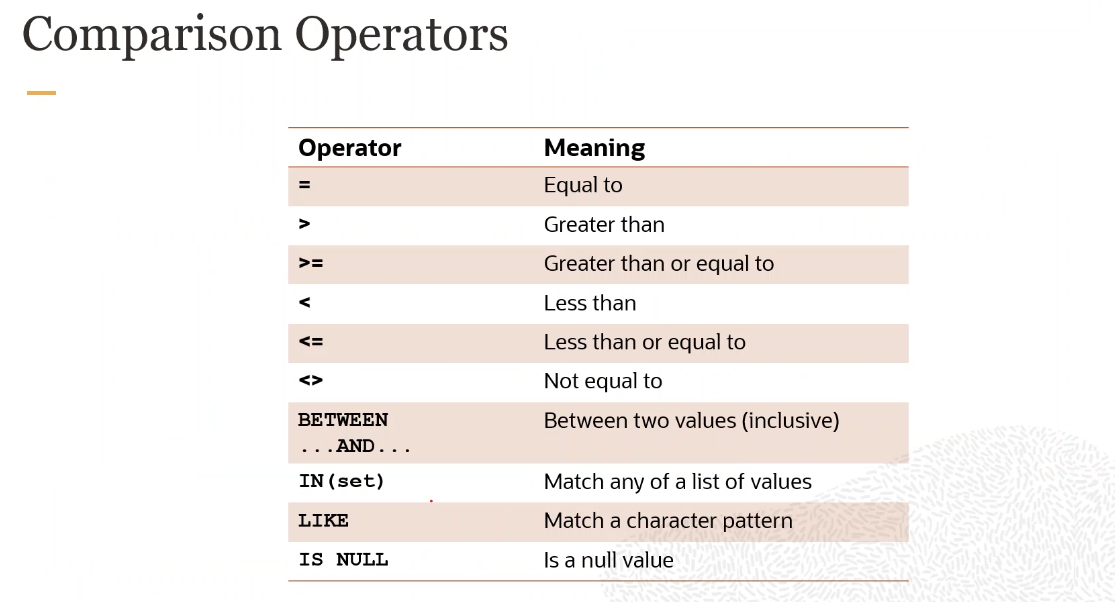 Comparison Operators
Operator Meaning
= Equal to
> Greater than
>= Greater than or equal to
< Less than
<= Less than or equal to
<> Not equal to
BETWEEN Between two values (inclusive)
...AND...
IN(set) Match any of a list of values
LIKE Match a character pattern
IS NULL Is a null value